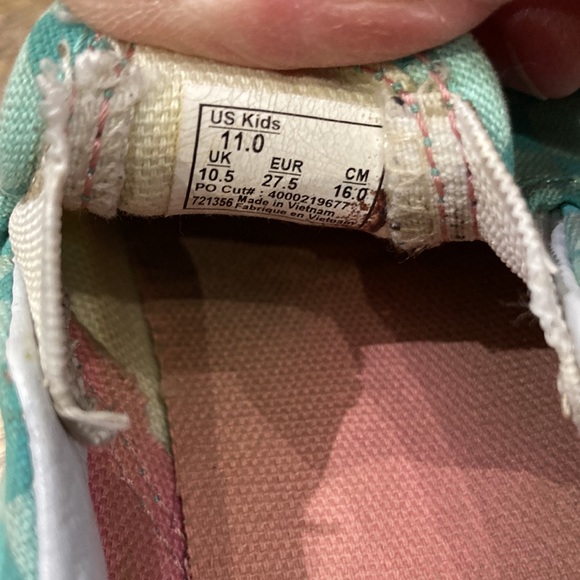 US Kids
11.0
UK EUR CM
10.5 27.5 16.0
PO Cut# : 4000219677
721356 Made in Vietnam
Fabrique en Vietnam